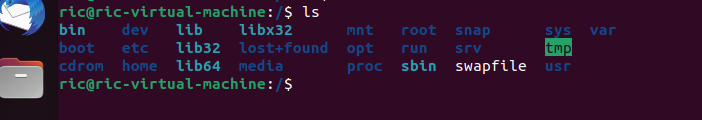 ric@ric-virtual-machine:/$ ls
bin dev lib libx32 mnt root snap sys var
boot etc lib32 lost+found opt run srv tmp
cdrom home lib64 media proc sbin swapfile usr
ric@ric-virtual-machine:/$